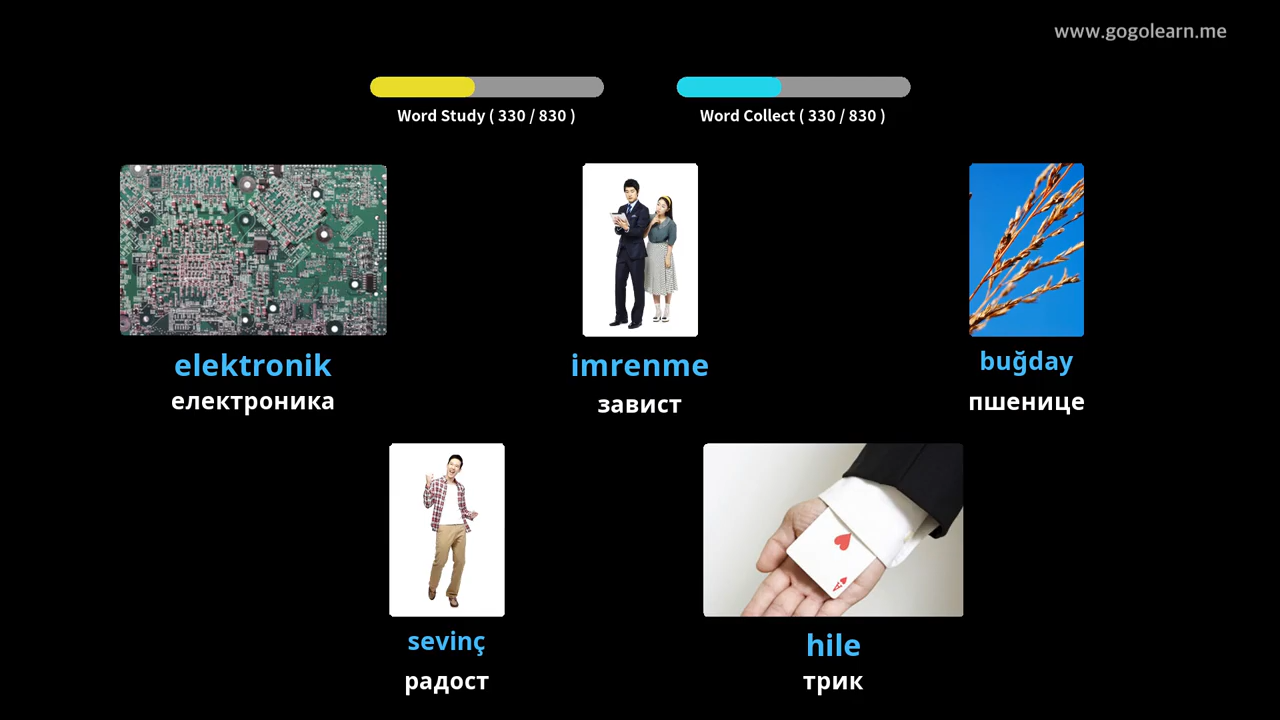 www.gogolearn.me
Word Study ( 330 / 830 )
Word Collect ( 330 / 830 )
elektronik
електроника
imrenme
завист
buğday
пшенице
sevinç
радост
hile
трик